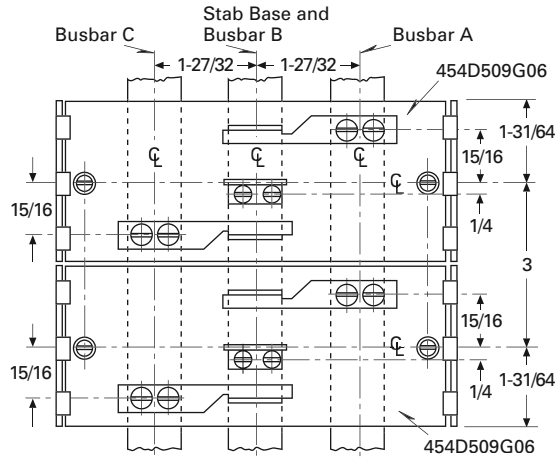 Stab Base and
Busbar C
Busbar B
Busbar A
1-27/32
1-27/32
454D509G06
1-31/64
15/16
℄
℄
℄
℄
15/16
1/4
3
15/16
℄
15/16
1/4
1-31/64
454D509G06